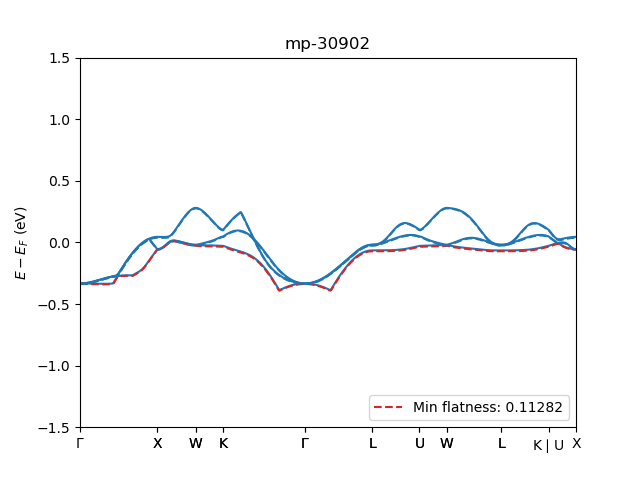 mp-30902
1.5
1.0
0.5
0.0
−0.5
−1.0
−1.5
E − E_F (eV)
Min flatness: 0.11282
Γ X W K Γ L U W L K | U X